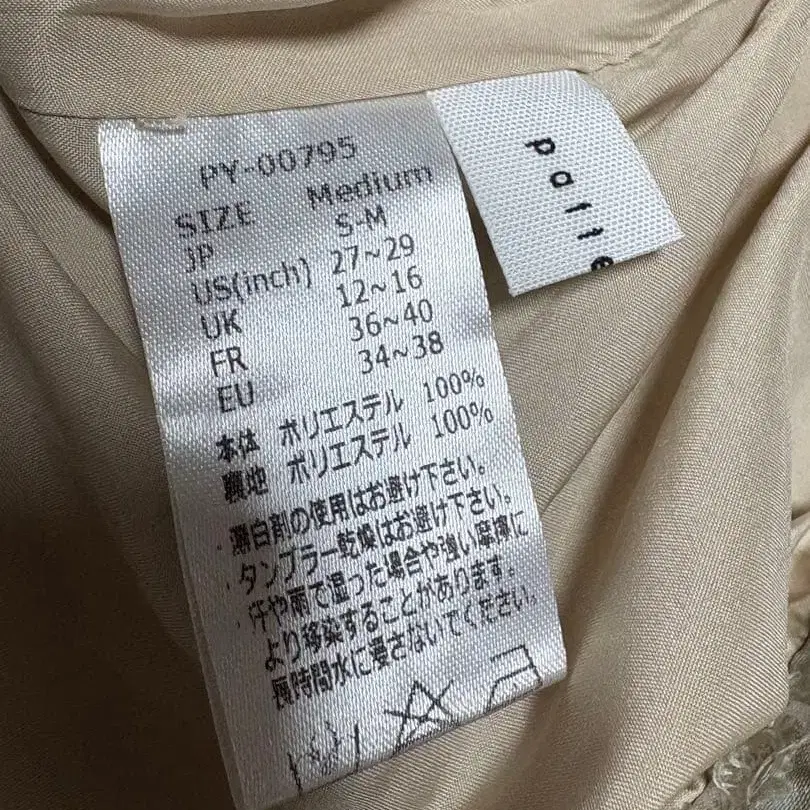 PY-00795
SIZE Medium
JP S-M
US(inch) 27~29
UK 12~16
FR 36~40
EU 34~38
本体 ポリエステル 100%
裏地 ポリエステル 100%
・漂白剤の使用はお避け下さい。
・タンブラー乾燥はお避け下さい。
・汗や雨で湿った場合や強い摩擦に
より移染することがあります。
長時間水に浸さないでください。
patte